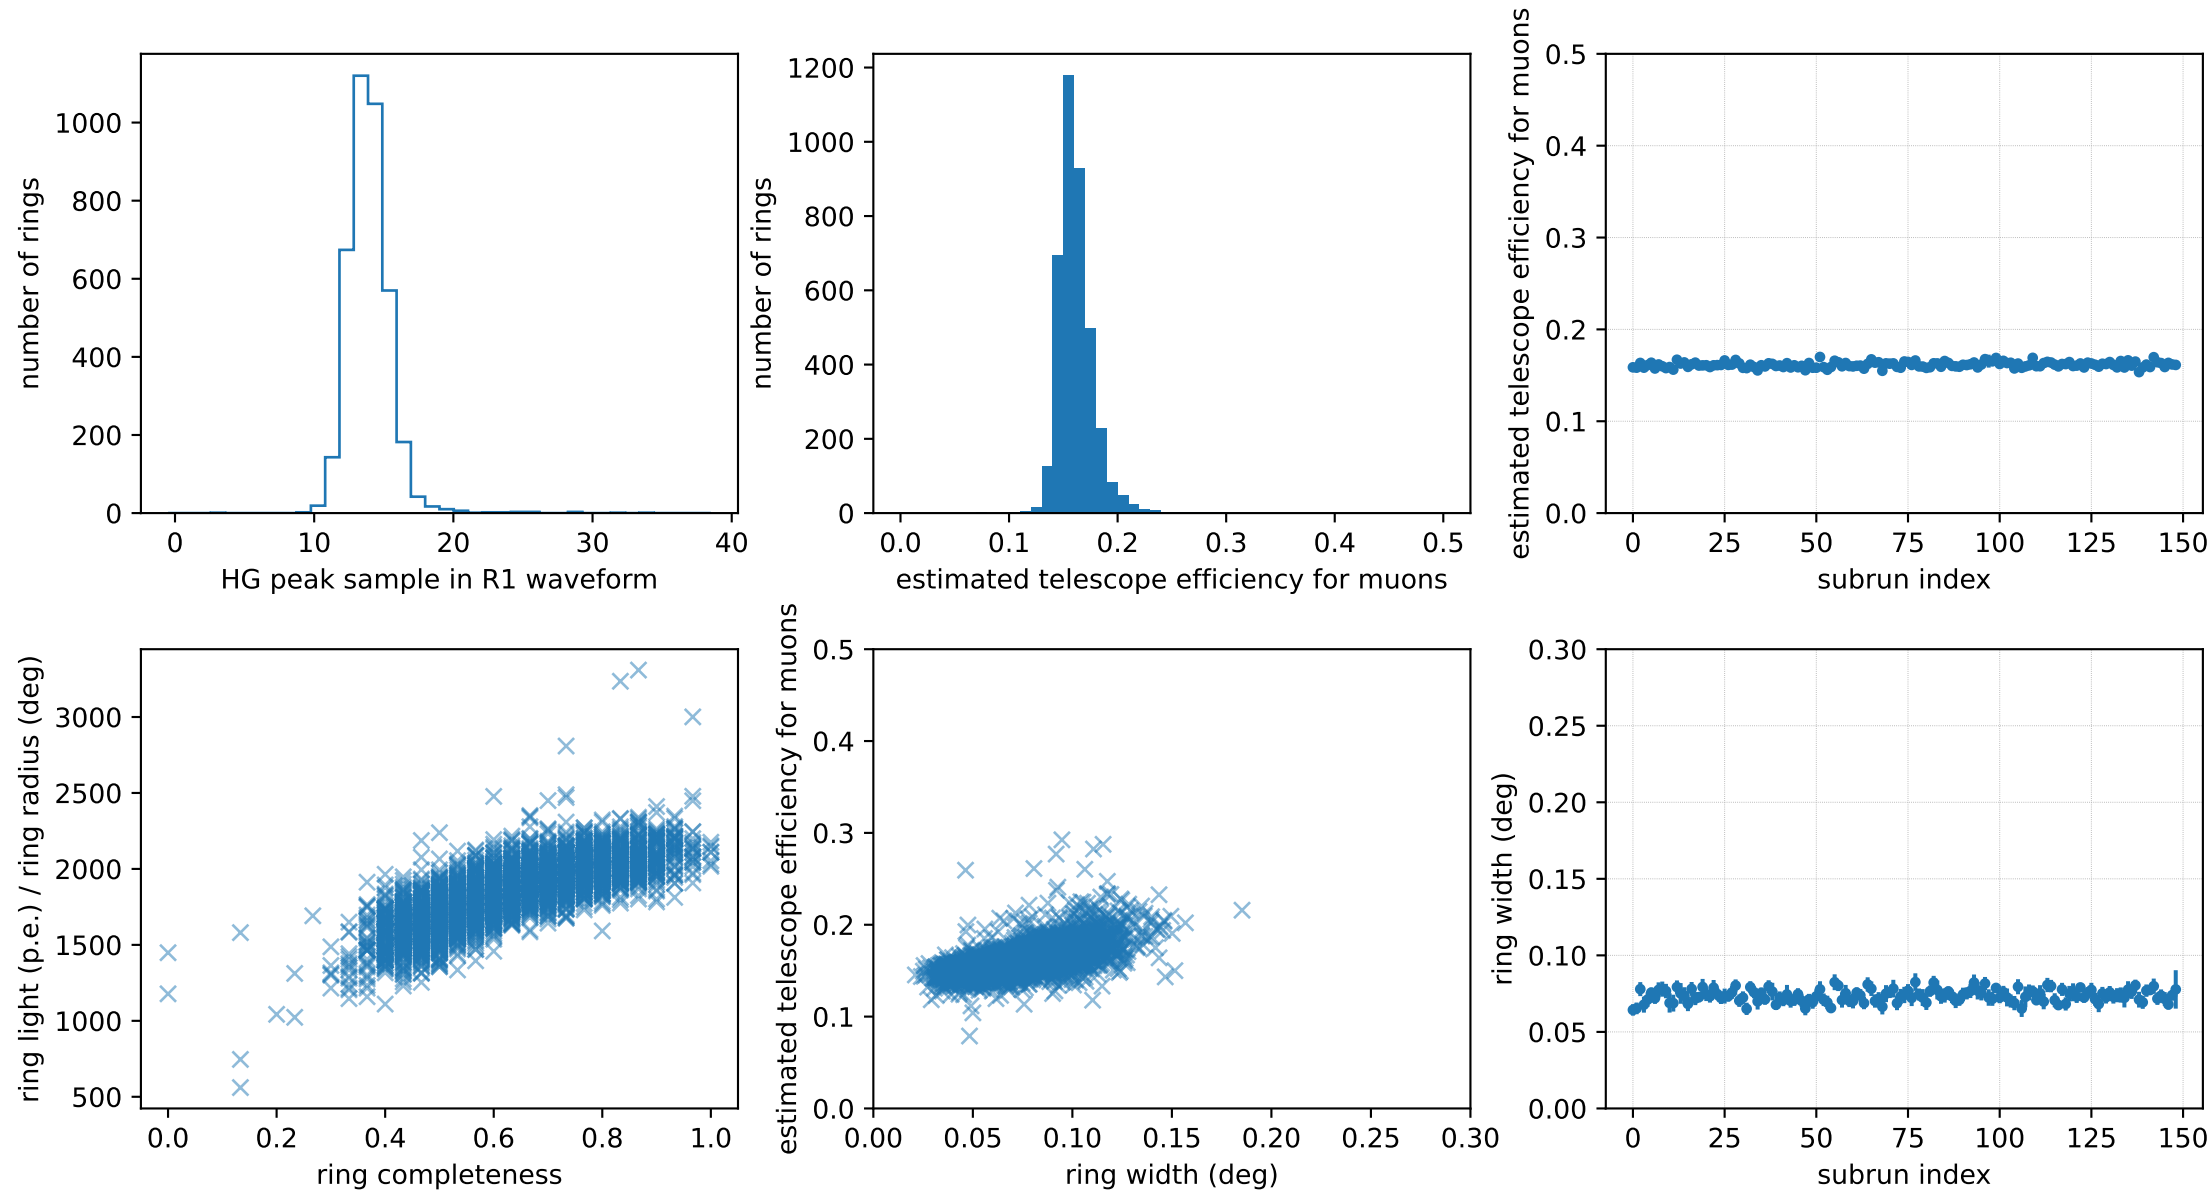 number of rings
1000
800
600
400
200
0
0 10 20 30 40
HG peak sample in R1 waveform
number of rings
1200
1000
800
600
400
200
0
0.0 0.1 0.2 0.3 0.4 0.5
estimated telescope efficiency for muons
estimated telescope efficiency for muons
0.5
0.4
0.3
0.2
0.1
0.0
0 25 50 75 100 125 150
subrun index
ring light (p.e.) / ring radius (deg)
3000
2500
2000
1500
1000
500
0.0 0.2 0.4 0.6 0.8 1.0
ring completeness
estimated telescope efficiency for muons
0.5
0.4
0.3
0.2
0.1
0.0
0.00 0.05 0.10 0.15 0.20 0.25 0.30
ring width (deg)
ring width (deg)
0.30
0.25
0.20
0.15
0.10
0.05
0.00
0 25 50 75 100 125 150
subrun index